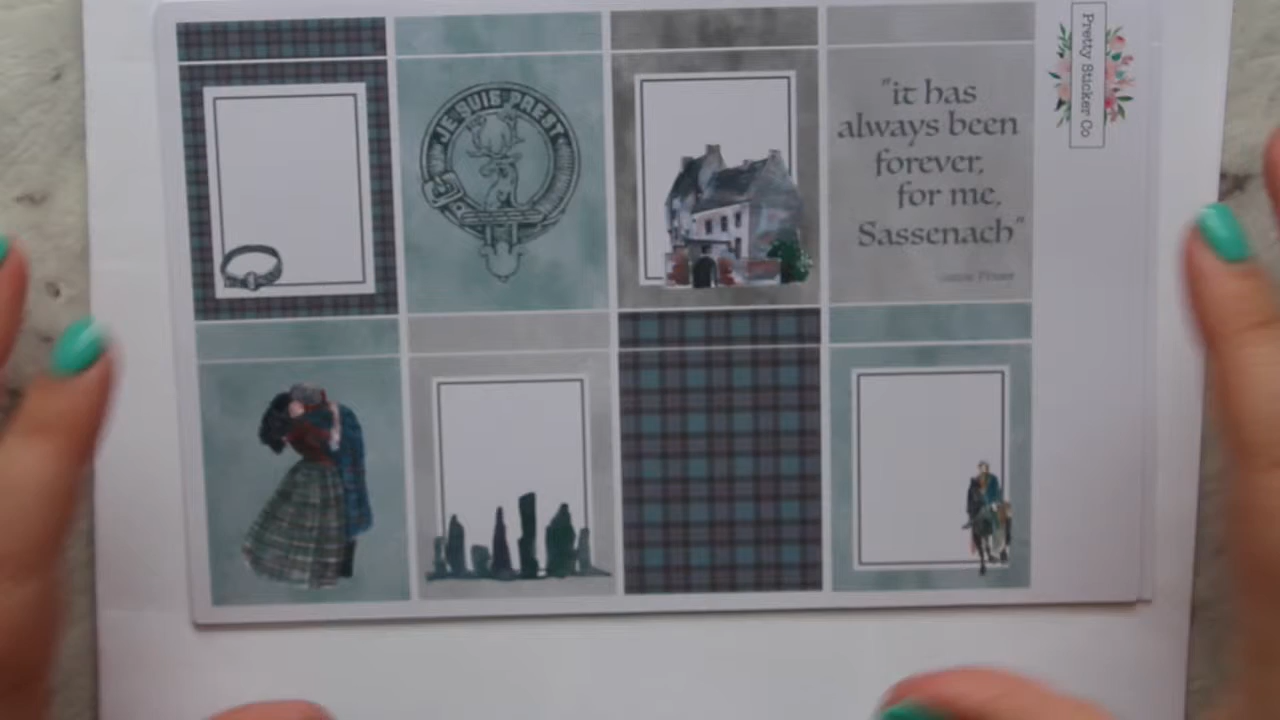 JE SUIS PREST
"it has
always been
forever,
for me,
Sassenach"
Pretty Sticker Co